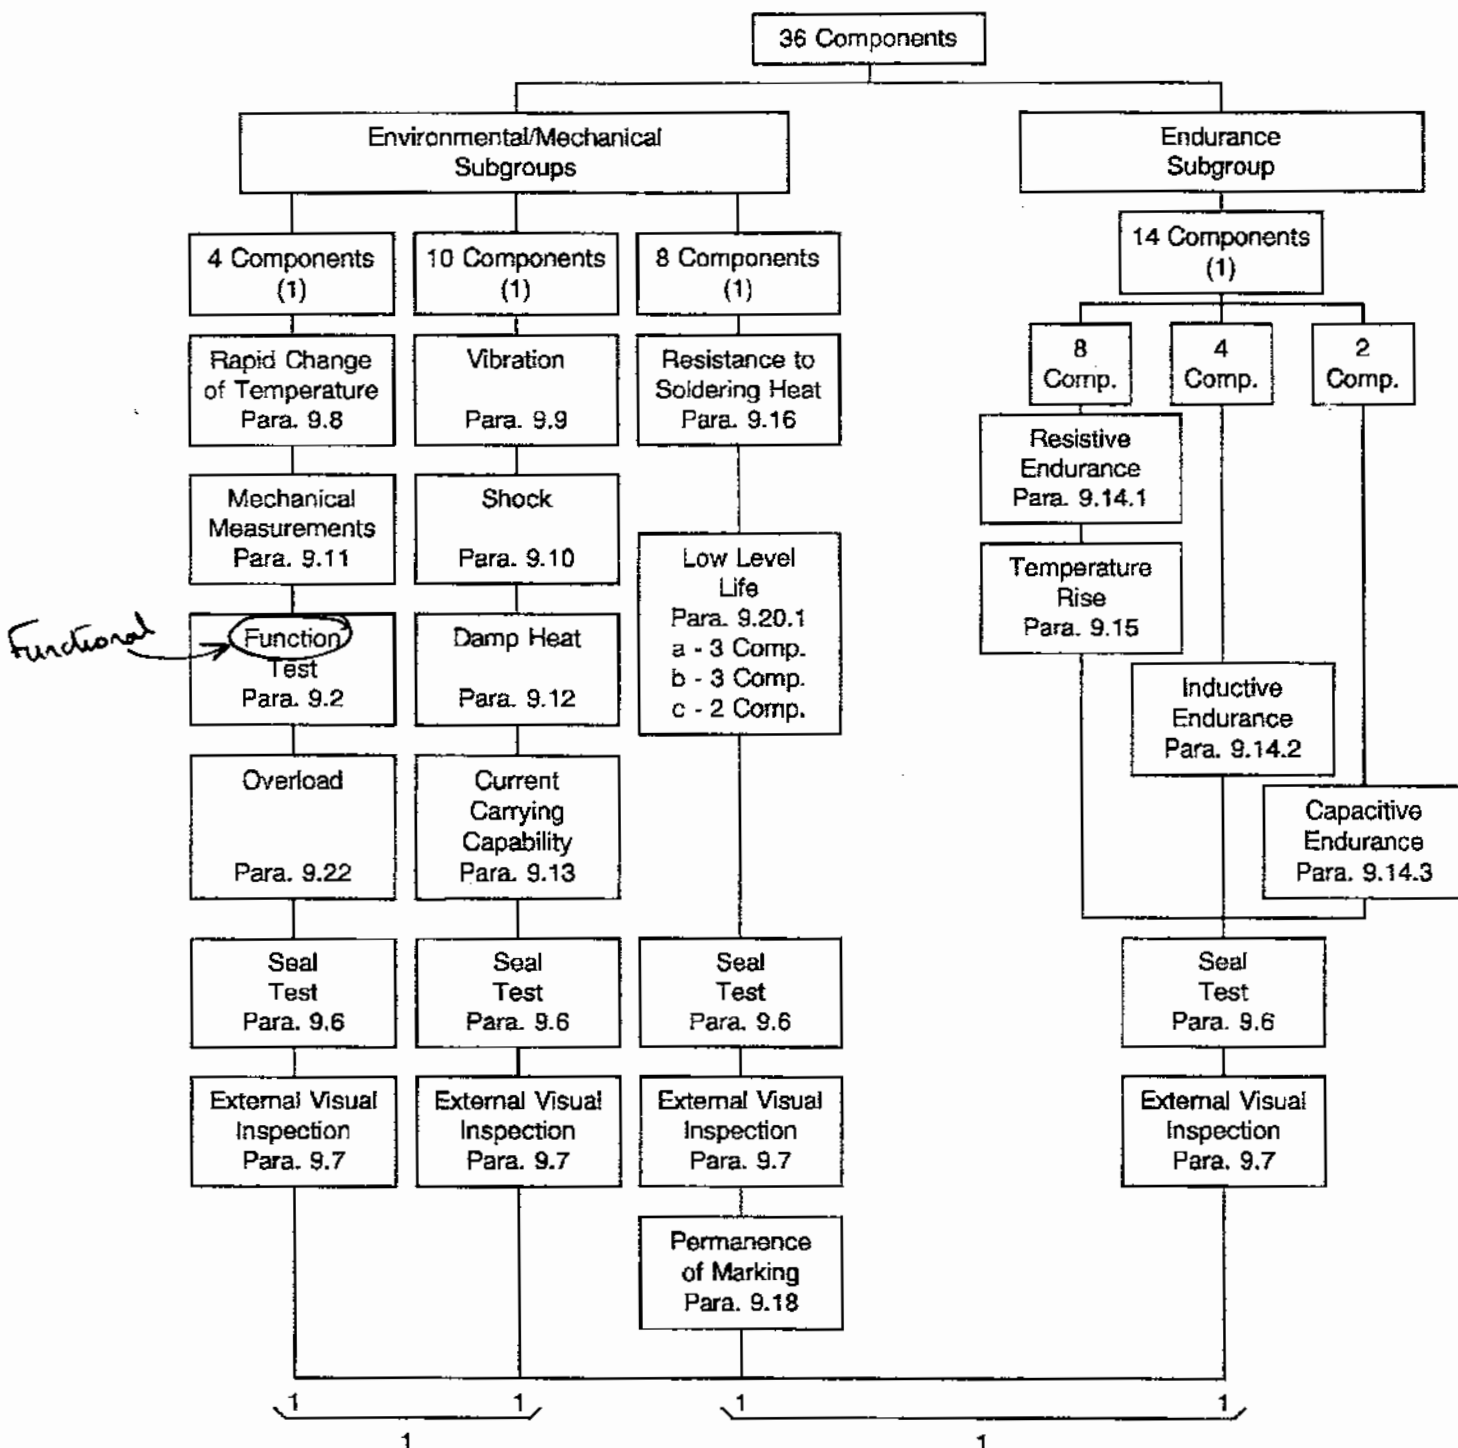 36 Components
Environmental/Mechanical
Subgroups
Endurance
Subgroup
4 Components
(1)
10 Components
(1)
8 Components
(1)
14 Components
(1)
8
Comp.
4
Comp.
2
Comp.
Rapid Change
of Temperature
Para. 9.8
Vibration
Para. 9.9
Resistance to
Soldering Heat
Para. 9.16
Resistive
Endurance
Para. 9.14.1
Mechanical
Measurements
Para. 9.11
Shock
Para. 9.10
Low Level
Life
Para. 9.20.1
a - 3 Comp.
b - 3 Comp.
c - 2 Comp.
Temperature
Rise
Para. 9.15
Functional
Function
Test
Para. 9.2
Damp Heat
Para. 9.12
Inductive
Endurance
Para. 9.14.2
Overload
Para. 9.22
Current
Carrying
Capability
Para. 9.13
Capacitive
Endurance
Para. 9.14.3
Seal
Test
Para. 9.6
Seal
Test
Para. 9.6
Seal
Test
Para. 9.6
Seal
Test
Para. 9.6
External Visual
Inspection
Para. 9.7
External Visual
Inspection
Para. 9.7
External Visual
Inspection
Para. 9.7
External Visual
Inspection
Para. 9.7
Permanence
of Marking
Para. 9.18
1 1 1 1
1 1